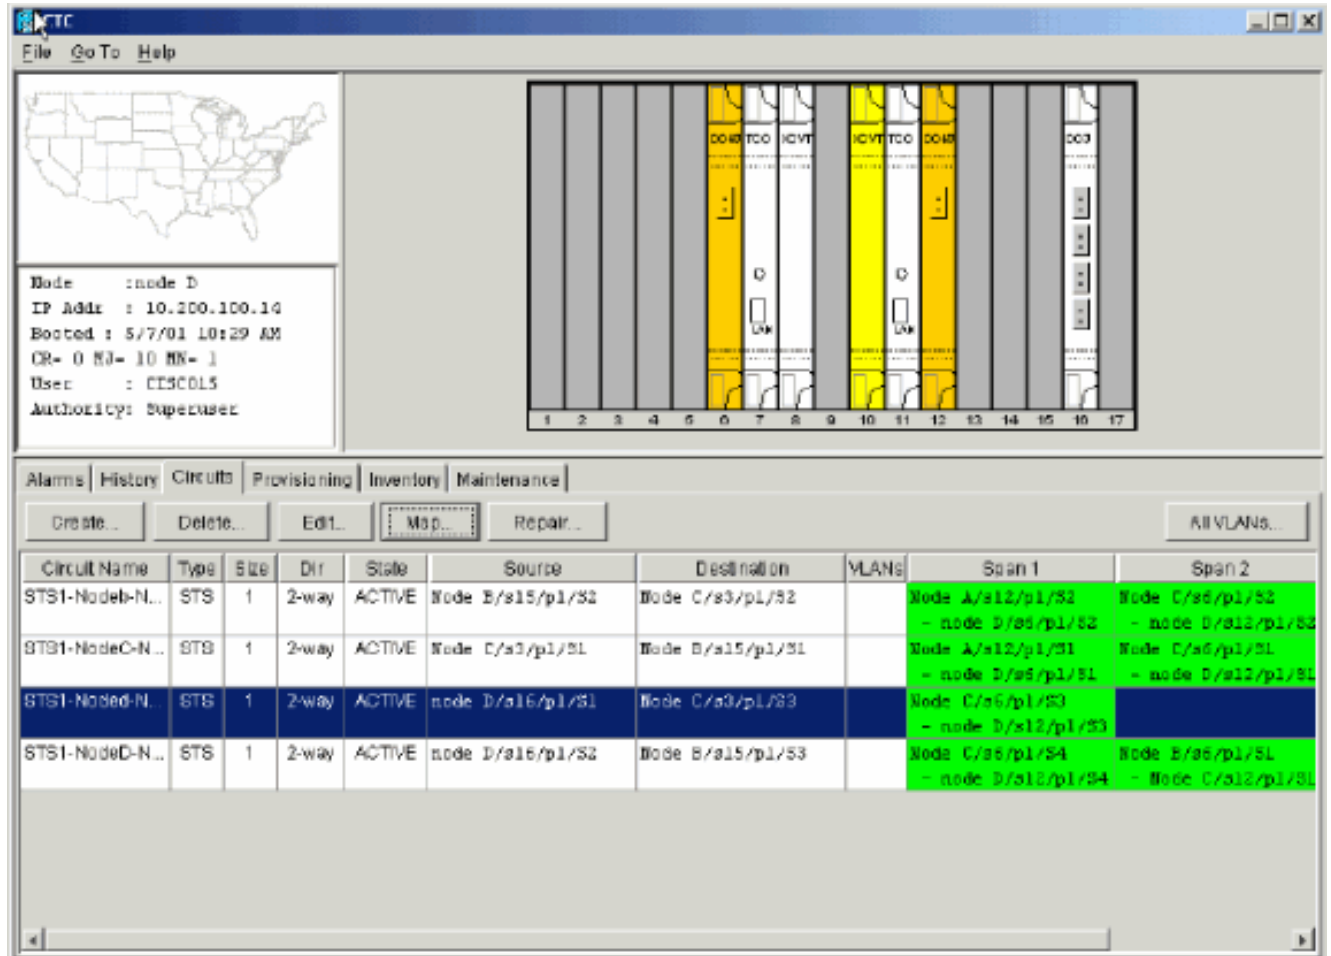 CTC
File Go To Help
Node :node D
IP Addr : 10.200.100.14
Booted : 5/7/01 10:29 AM
CR= 0 MJ= 10 MN= 1
User : CISCO15
Authority: Superuser
TCC XCVT XCVT TCC
LAN LAN
1 2 3 4 5 6 7 8 9 10 11 12 13 14 15 16 17
Alarms History Circuits Provisioning Inventory Maintenance
Create... Delete... Edit... Map... Repair... All VLANs...
Circuit Name Type Size Dir State Source Destination VLANs Span 1 Span 2
STS1-Nodeb-N... STS 1 2-way ACTIVE Node B/s15/p1/S2 Node C/s3/p1/S2 Node A/s12/p1/S2 Node C/s6/p1/S2
- node D/s6/p1/S2 - node D/s12/p1/S2
STS1-NodeC-N... STS 1 2-way ACTIVE Node C/s3/p1/S1 Node B/s15/p1/S1 Node A/s12/p1/S1 Node C/s6/p1/S1
- node D/s6/p1/S1 - node D/s12/p1/S1
STS1-Noded-N... STS 1 2-way ACTIVE node D/s16/p1/S1 Node C/s3/p1/S3 Node C/s6/p1/S3
- node D/s12/p1/S3
STS1-NodeD-N... STS 1 2-way ACTIVE node D/s16/p1/S2 Node B/s15/p1/S3 Node C/s6/p1/S4 Node B/s6/p1/S1
- node D/s12/p1/S4 - Node C/s12/p1/S1